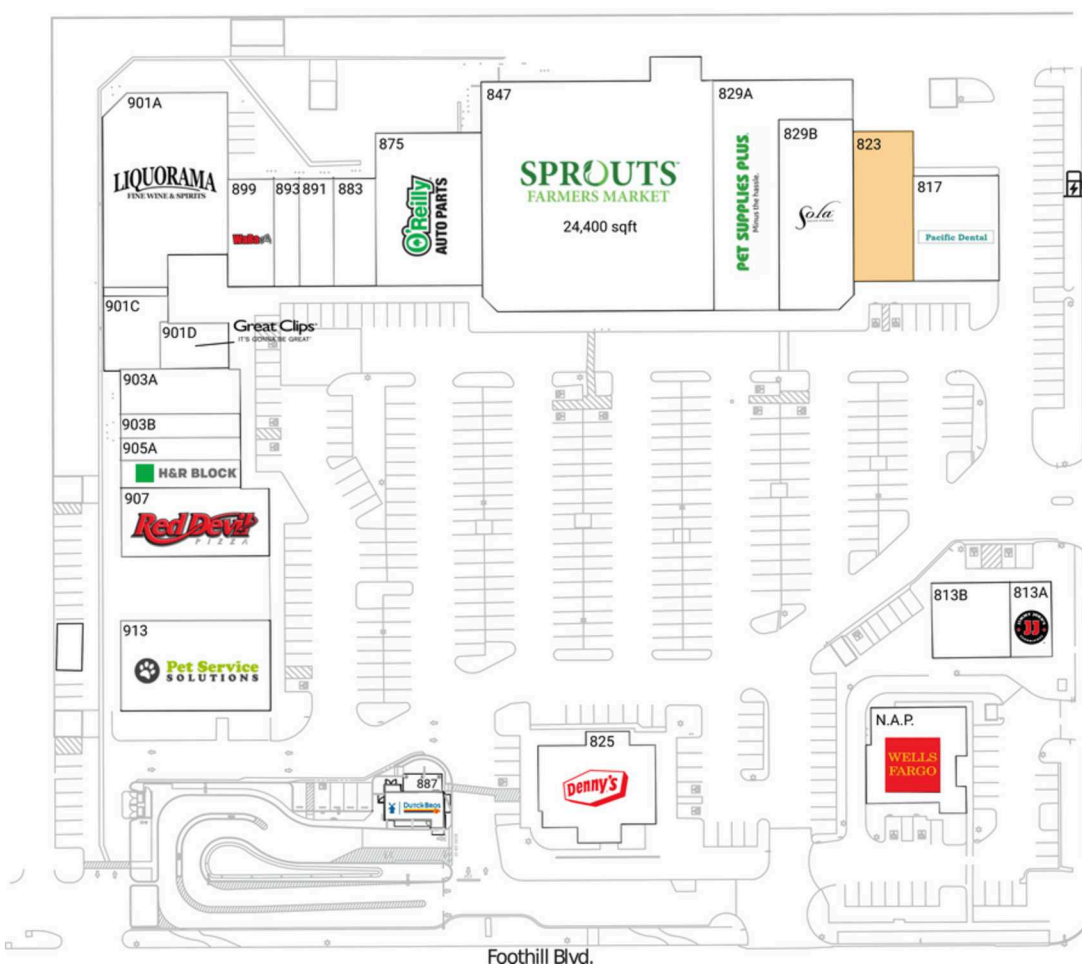 901A
LIQUORAMA
FINE WINE & SPIRITS
899
WaBa
893
891
883
875
O'Reilly
AUTO PARTS
847
SPROUTS
FARMERS MARKET
24,400 sqft
829A
PET SUPPLIES PLUS
Minus the hassle.
829B
Sola
823
817
Pacific Dental
901C
901D
Great Clips
IT'S GONNA BE GREAT
903A
903B
905A
H&R BLOCK
907
Red Devil
PIZZA
913
Pet Service
SOLUTIONS
887
DUTCH BROS
825
Denny's
813B
813A
JJ
N.A.P.
WELLS
FARGO
Foothill Blvd.